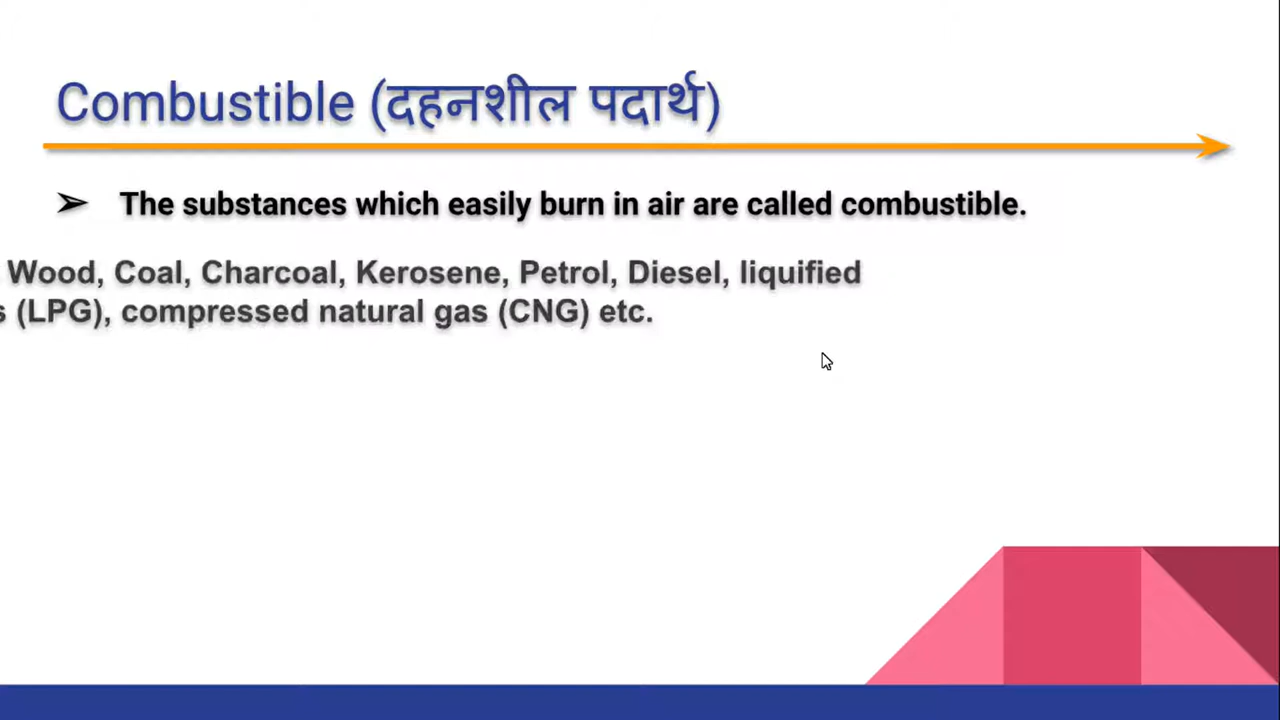 Combustible (दहनशील पदार्थ)
➢ The substances which easily burn in air are called combustible.
Wood, Coal, Charcoal, Kerosene, Petrol, Diesel, liquified
s (LPG), compressed natural gas (CNG) etc.